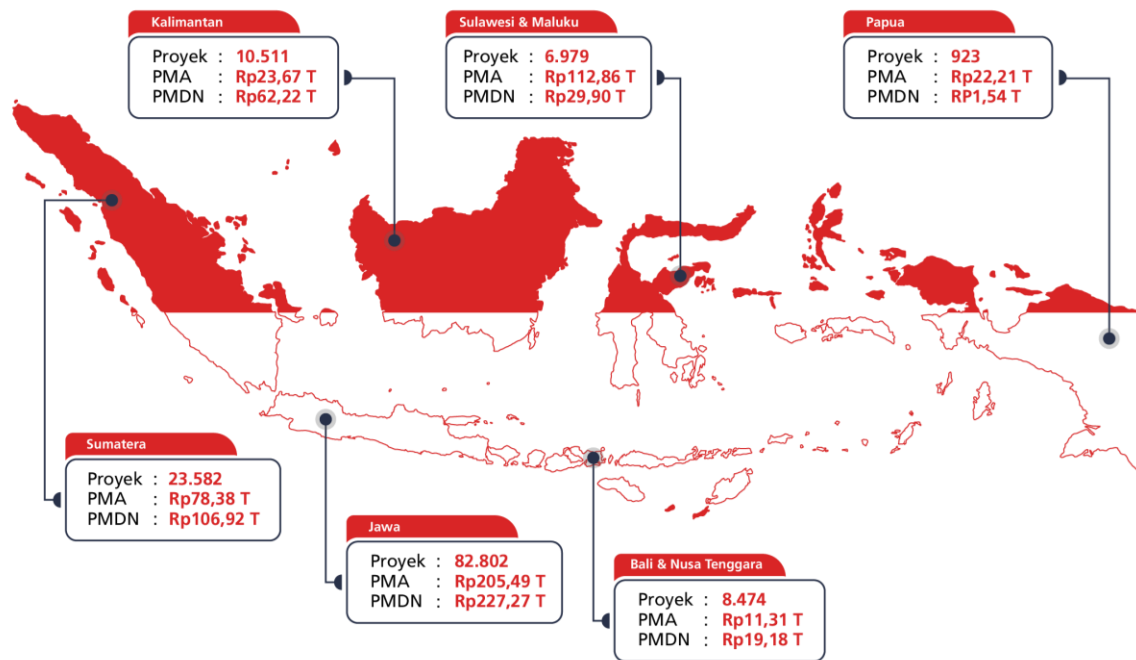 Kalimantan
Proyek : 10.511
PMA : Rp23,67 T
PMDN : Rp62,22 T
Sulawesi & Maluku
Proyek : 6.979
PMA : Rp112,86 T
PMDN : Rp29,90 T
Papua
Proyek : 923
PMA : Rp22,21 T
PMDN : RP1,54 T
Sumatera
Proyek : 23.582
PMA : Rp78,38 T
PMDN : Rp106,92 T
Jawa
Proyek : 82.802
PMA : Rp205,49 T
PMDN : Rp227,27 T
Bali & Nusa Tenggara
Proyek : 8.474
PMA : Rp11,31 T
PMDN : Rp19,18 T